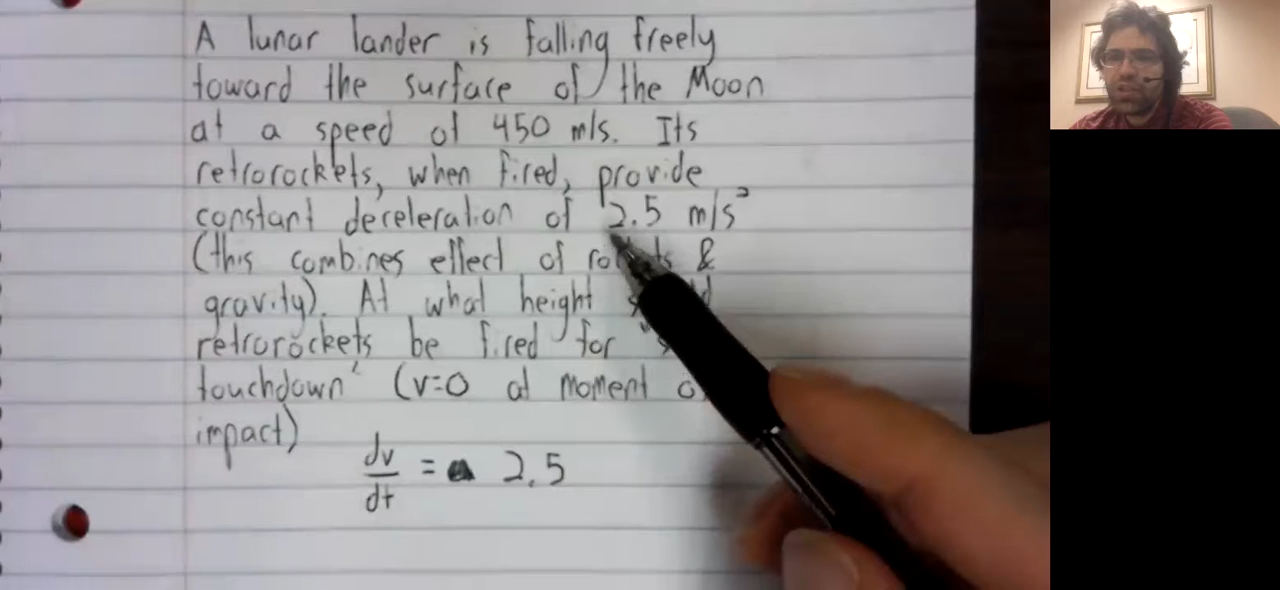 A lunar lander is falling freely
toward the surface of the Moon
at a speed of 450 m/s. Its
retrorockets, when fired, provide
constant deceleration of 2.5 m/s²
(this combines effect of &
gravity). At what height
retrorockets be fired for
touchdown" (v=0 at moment
impact)
dv/dt = 2.5